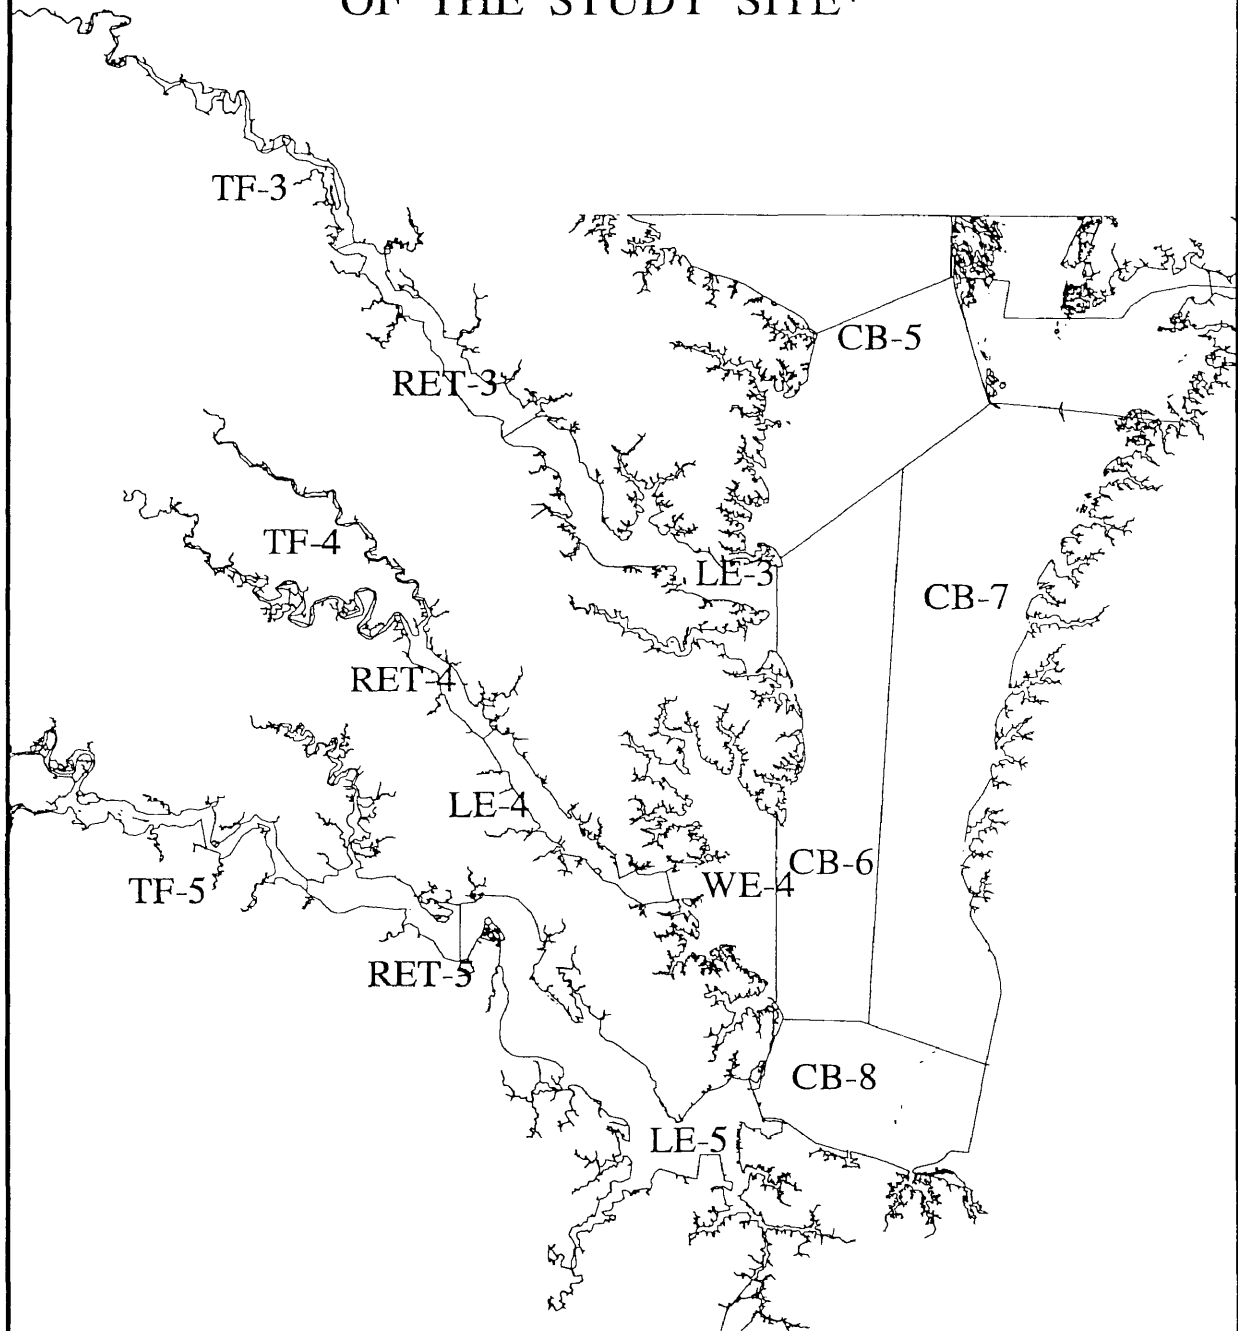 OF THE STUDY SITE
TF-3
CB-5
RET-3
TF-4
LE-3
CB-7
RET-4
LE-4
CB-6
WE-4
TF-5
RET-5
CB-8
LE-5